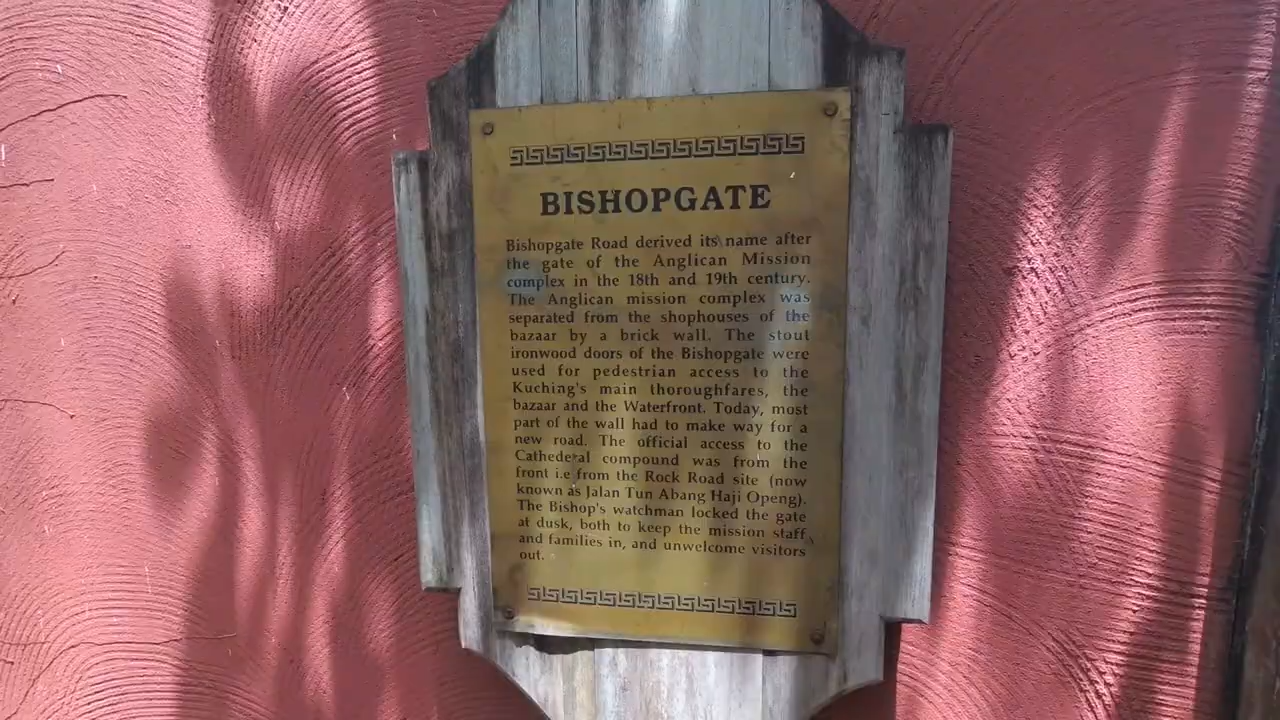 BISHOPGATE
Bishopgate Road derived its name after
the gate of the Anglican Mission
complex in the 18th and 19th century.
The Anglican mission complex was
separated from the shophouses of the
bazaar by a brick wall. The stout
ironwood doors of the Bishopgate were
used for pedestrian access to the
Kuching's main thoroughfares, the
bazaar and the Waterfront. Today, most
part of the wall had to make way for a
new road. The official access to the
Cathederal compound was from the
front i.e from the Rock Road site (now
known as Jalan Tun Abang Haji Openg).
The Bishop's watchman locked the gate
at dusk, both to keep the mission staff
and families in, and unwelcome visitors
out.